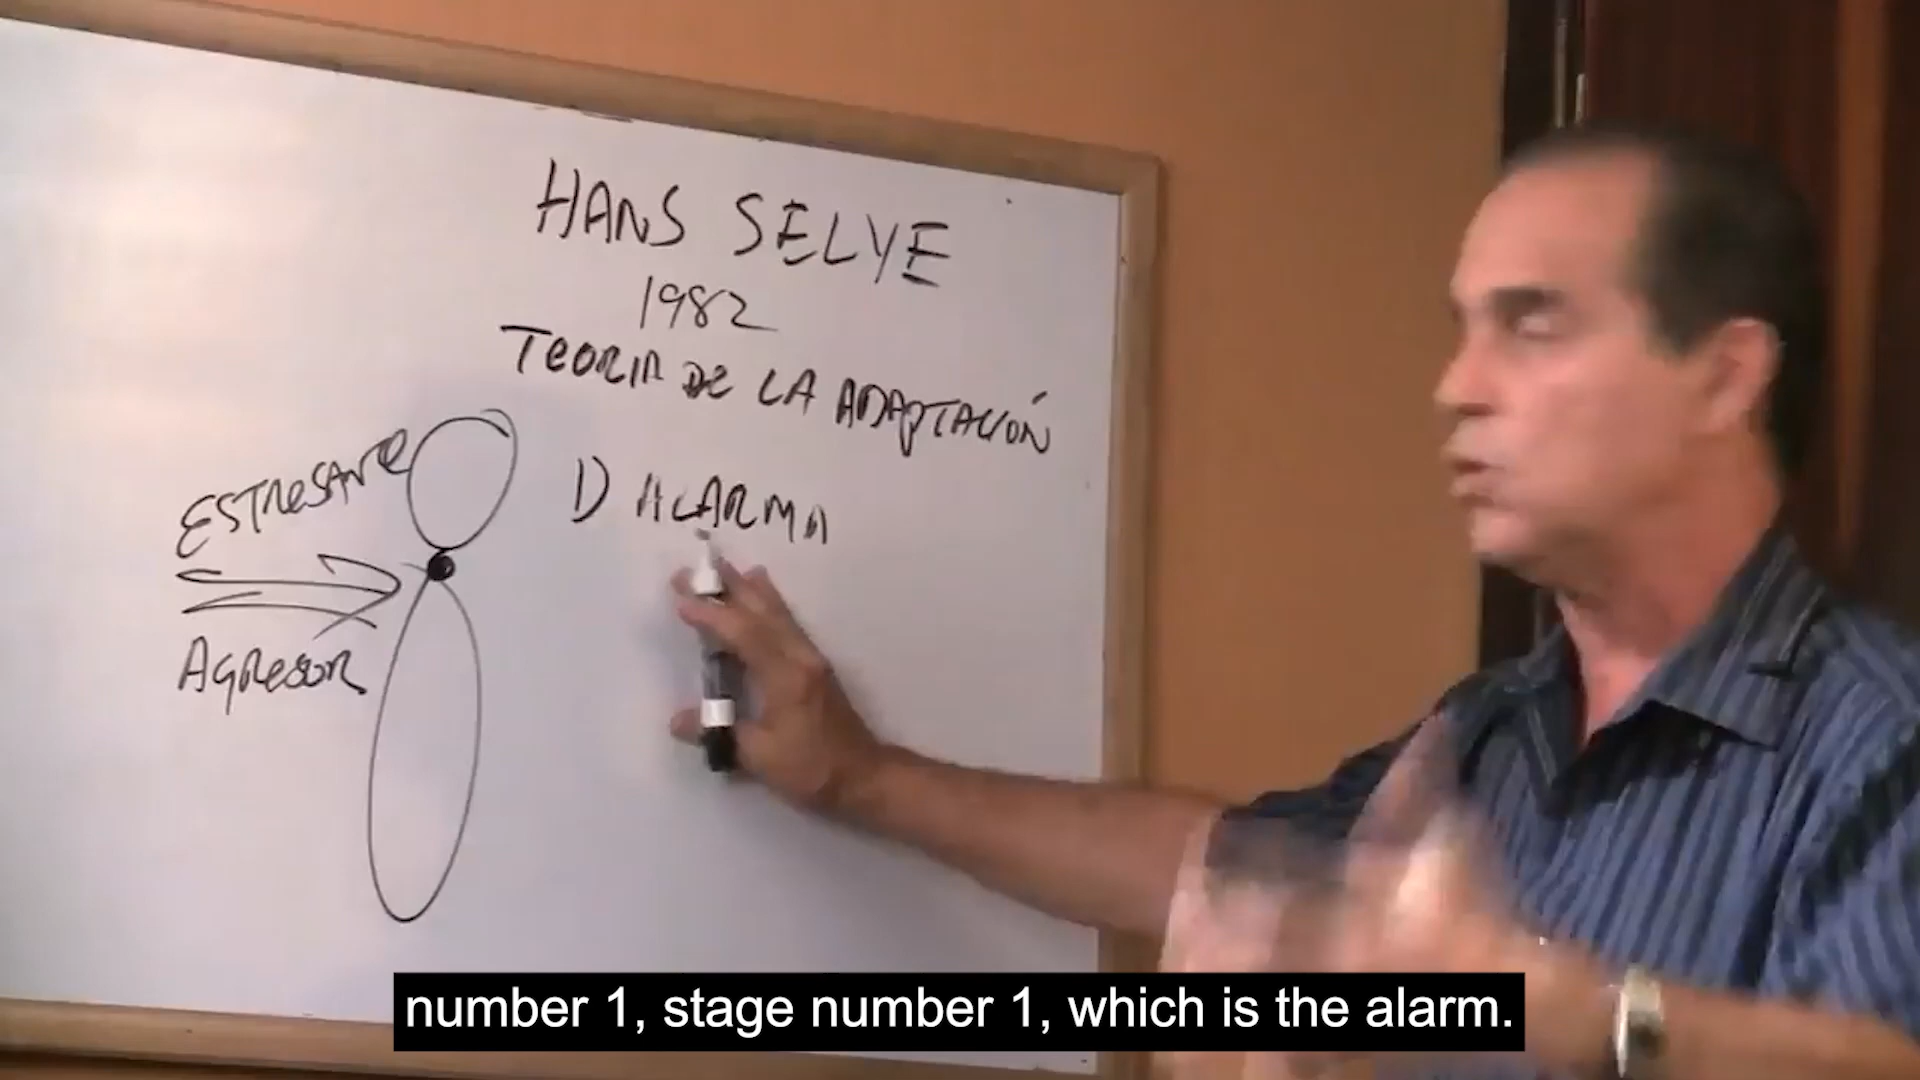 HANS SELYE
1982
TEORIA DE LA ADAPTACIÓN
ESTRESANTE
1) ALARMA
AGRESOR
number 1, stage number 1, which is the alarm.